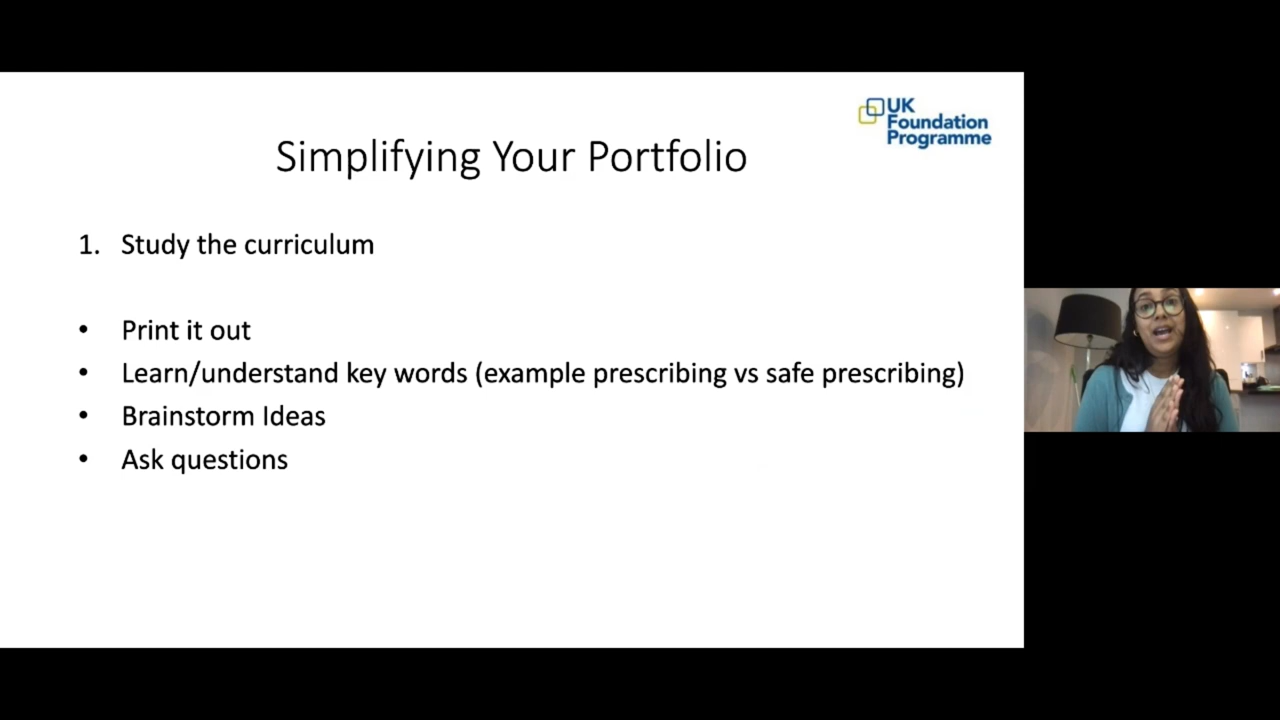 UK
Foundation
Programme
Simplifying Your Portfolio
1. Study the curriculum
• Print it out
• Learn/understand key words (example prescribing vs safe prescribing)
• Brainstorm Ideas
• Ask questions